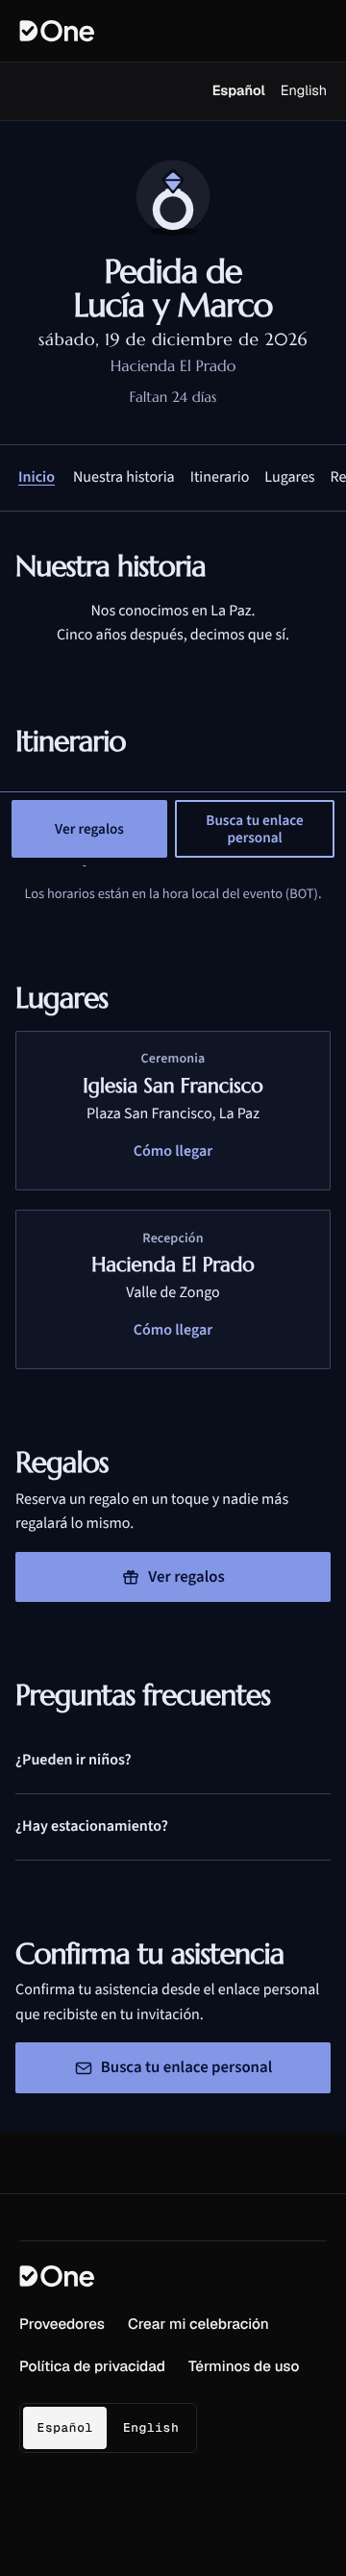 One
Español English
Pedida de
Lucía y Marco
sábado, 19 de diciembre de 2026
Hacienda El Prado
Faltan 24 días
Inicio Nuestra historia Itinerario Lugares Re
Nuestra historia
Nos conocimos en La Paz.
Cinco años después, decimos que sí.
Itinerario
Ver regalos
Busca tu enlace
personal
Los horarios están en la hora local del evento (BOT).
Lugares
Ceremonia
Iglesia San Francisco
Plaza San Francisco, La Paz
Cómo llegar
Recepción
Hacienda El Prado
Valle de Zongo
Cómo llegar
Regalos
Reserva un regalo en un toque y nadie más
regalará lo mismo.
Ver regalos
Preguntas frecuentes
¿Pueden ir niños?
¿Hay estacionamiento?
Confirma tu asistencia
Confirma tu asistencia desde el enlace personal
que recibiste en tu invitación.
Busca tu enlace personal
One
Proveedores Crear mi celebración
Política de privacidad Términos de uso
Español English